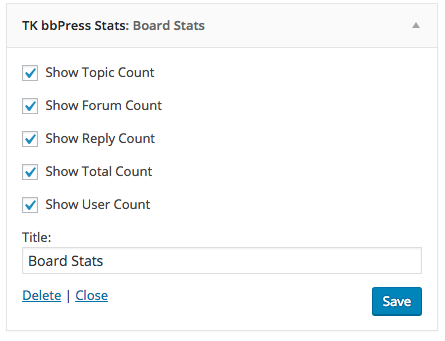 TK bbPress Stats: Board Stats
Show Topic Count
Show Forum Count
Show Reply Count
Show Total Count
Show User Count
Title:
Board Stats
Delete | Close
Save